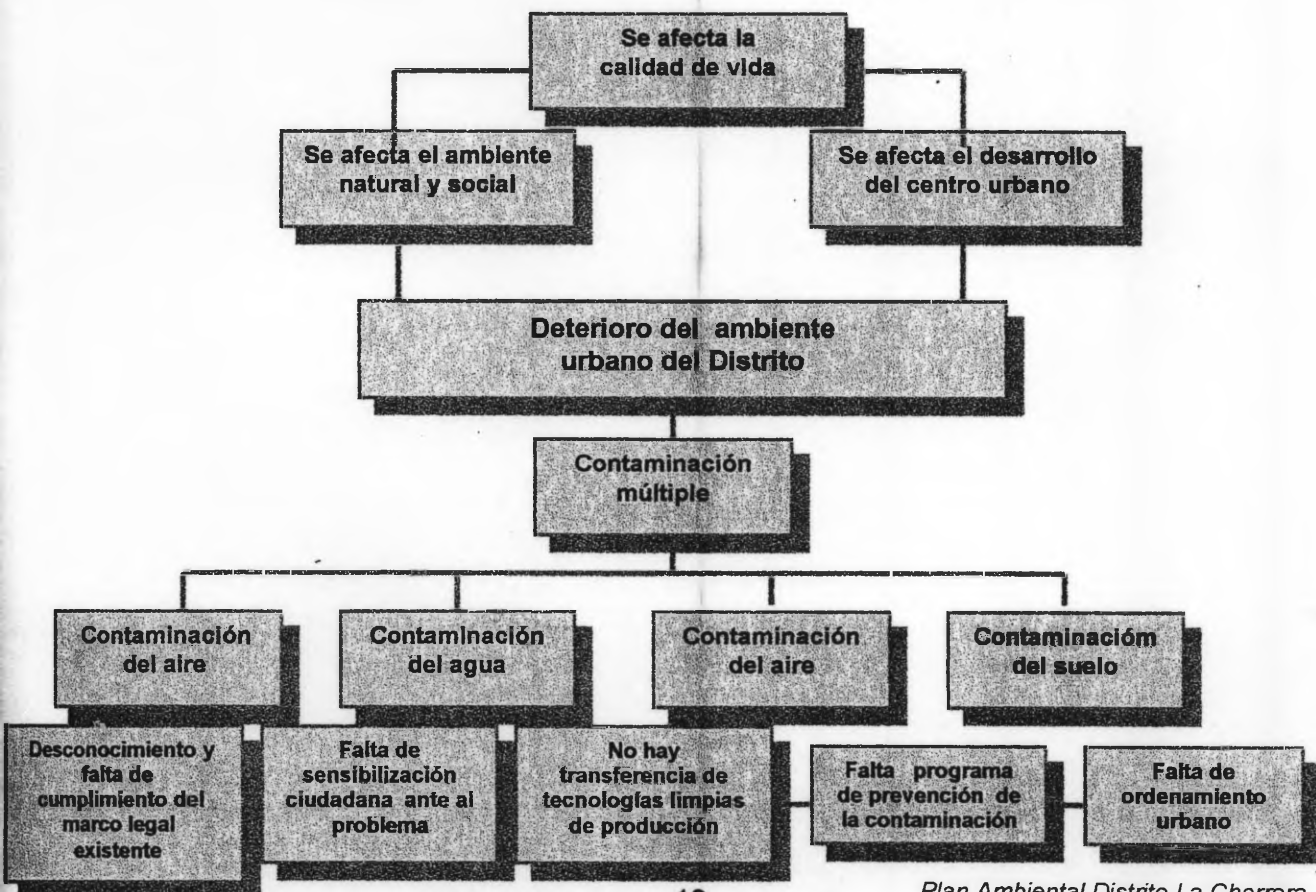 Se afecta la
calidad de vida
Se afecta el ambiente
natural y social
Se afecta el desarrollo
del centro urbano
Deterioro del ambiente
urbano del Distrito
Contaminación
múltiple
Contaminación
del aire
Contaminación
del agua
Contaminación
del aire
Contaminacióm
del suelo
Desconocimiento y
falta de
cumplimiento del
marco legal
existente
Falta de
sensibilización
ciudadana ante al
problema
No hay
transferencia de
tecnologías limpias
de producción
Falta programa
de prevención de
la contaminación
Falta de
ordenamiento
urbano
Plan Ambiental Distrito La Chorrera